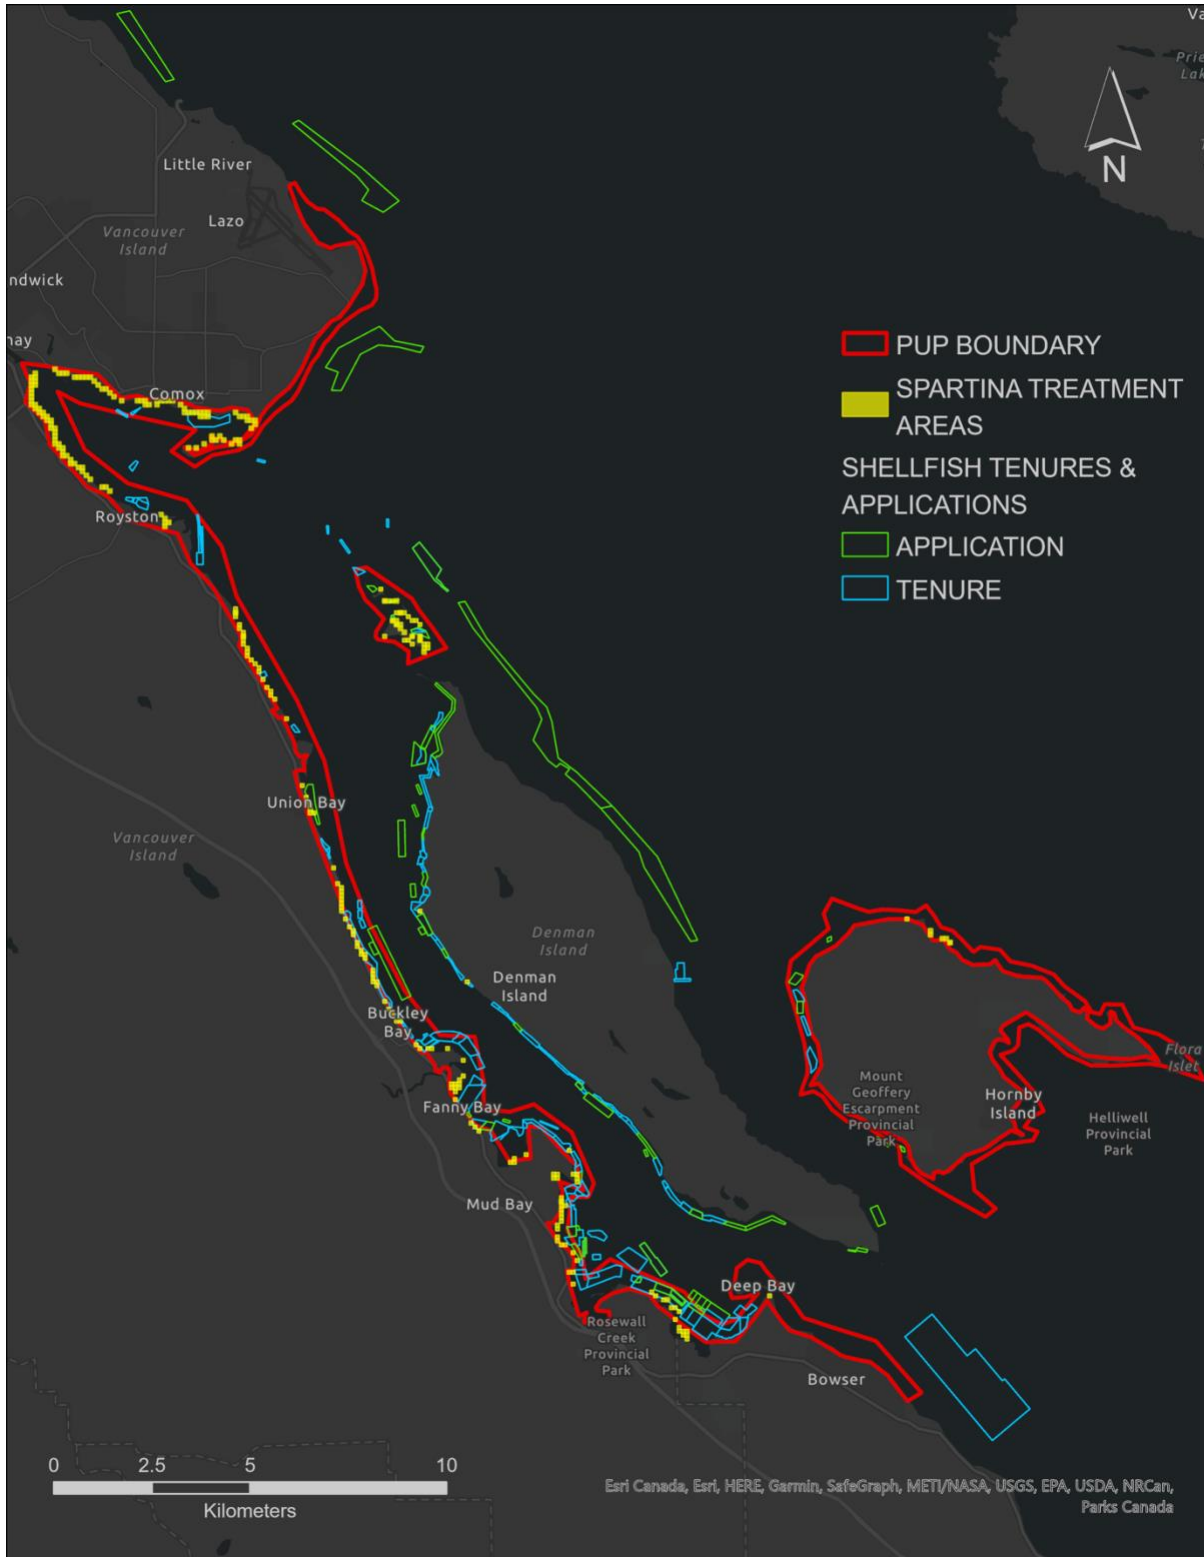 Va
Prie
Lak
T
N
Little River
Lazo
Vancouver
Island
ndwick
nay
Comox
Royston
PUP BOUNDARY
SPARTINA TREATMENT
AREAS
SHELLFISH TENURES &
APPLICATIONS
APPLICATION
TENURE
Union Bay
Vancouver
Island
Denman
Island
Denman
Island
Buckley
Bay
Fanny Bay
Mud Bay
Mount
Geoffery
Escarpment
Provincial
Park
Hornby
Island
Flora
Islet
Helliwell
Provincial
Park
Deep Bay
Rosewall
Creek
Provincial
Park
Bowser
0 2.5 5 10
Kilometers
Esri Canada, Esri, HERE, Garmin, SafeGraph, METI/NASA, USGS, EPA, USDA, NRCan,
Parks Canada